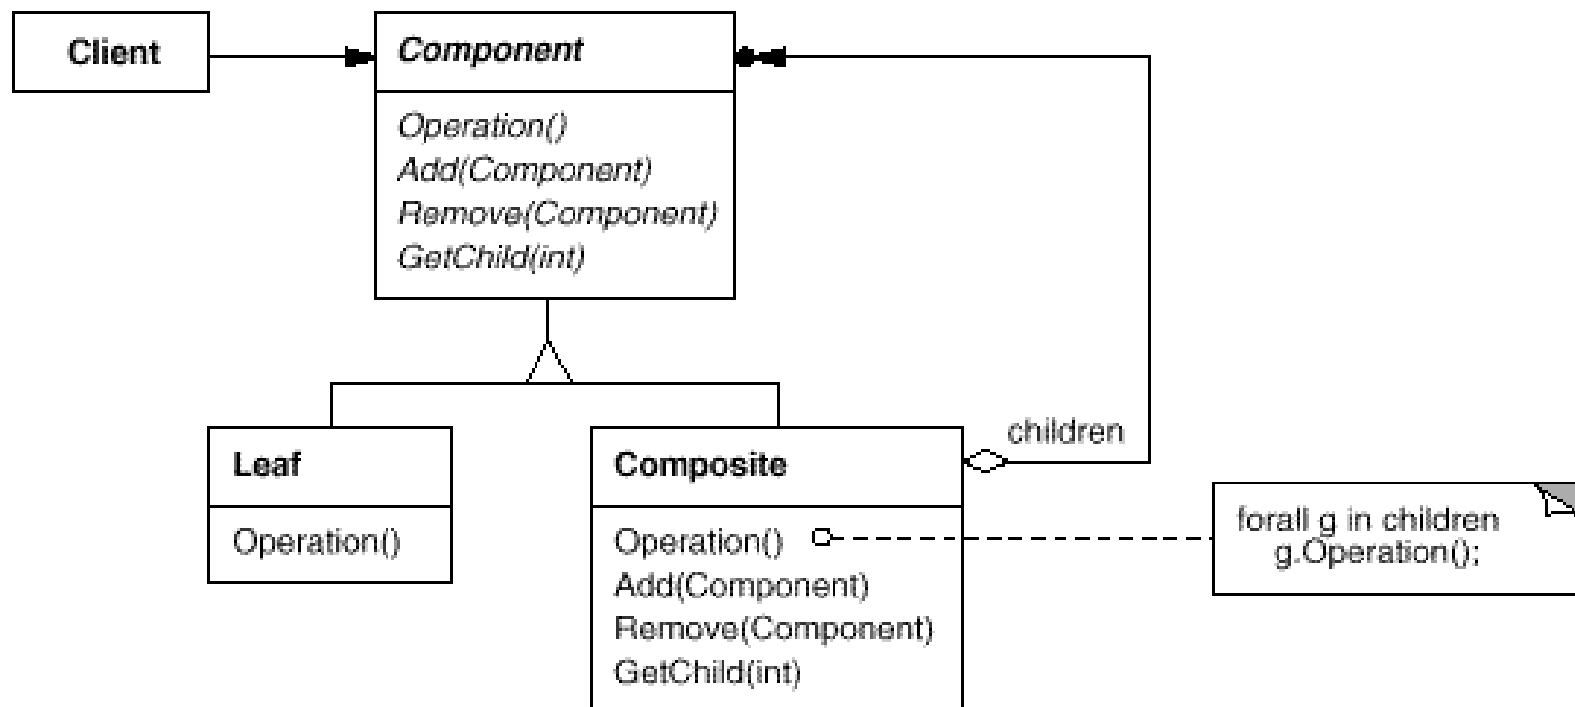 Client
Component
Operation()
Add(Component)
Remove(Component)
GetChild(int)
Leaf
Operation()
Composite
Operation()
Add(Component)
Remove(Component)
GetChild(int)
children
forall g in children
g.Operation();